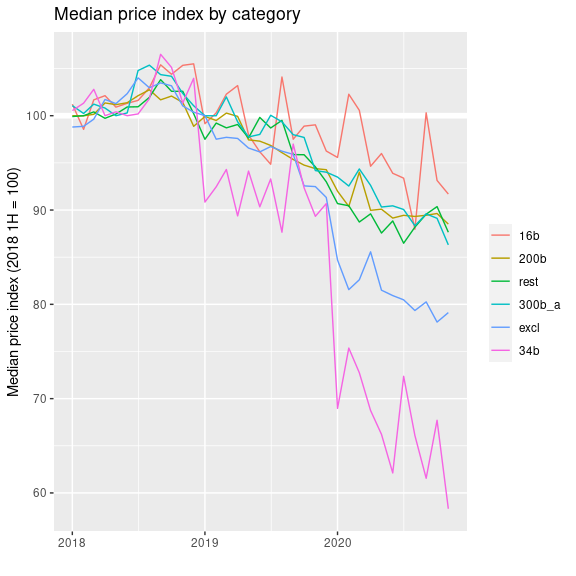 Median price index by category
Median price index (2018 1H = 100)
100
90
80
70
60
2018
2019
2020
16b
200b
rest
300b_a
excl
34b